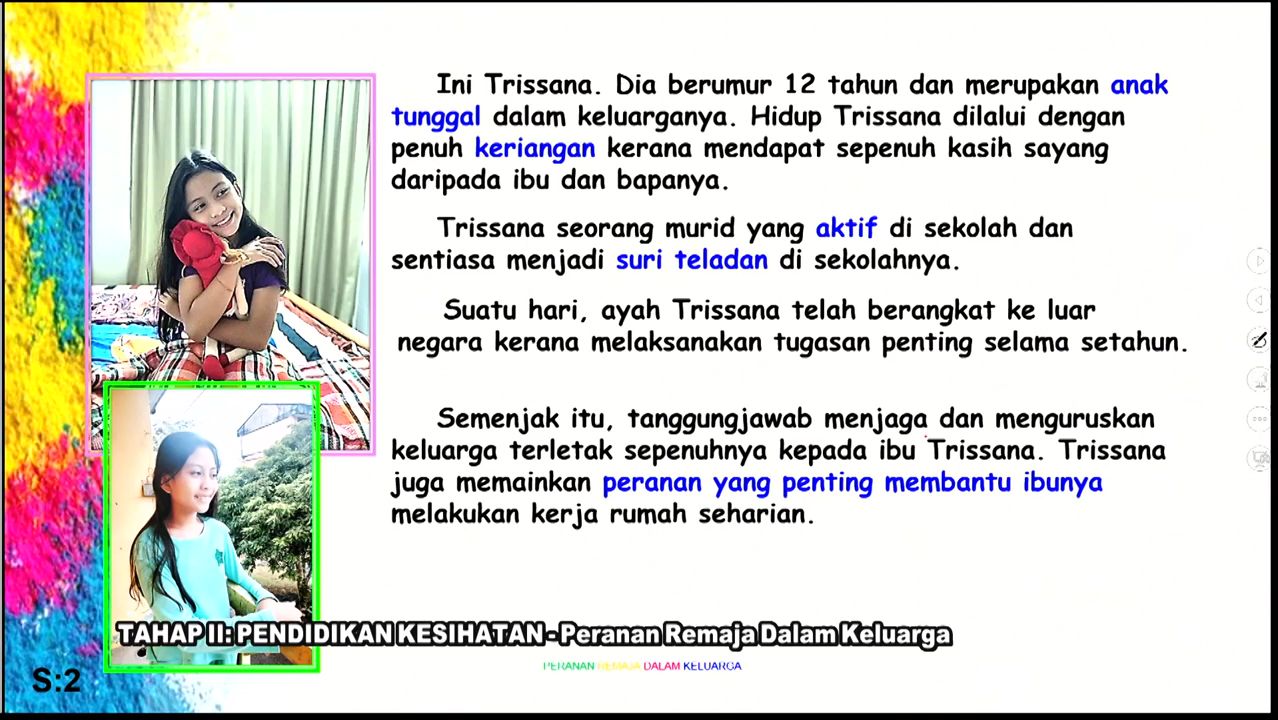 Ini Trissana. Dia berumur 12 tahun dan merupakan anak
tunggal dalam keluarganya. Hidup Trissana dilalui dengan
penuh keriangan kerana mendapat sepenuh kasih sayang
daripada ibu dan bapanya.
Trissana seorang murid yang aktif di sekolah dan
sentiasa menjadi suri teladan di sekolahnya.
Suatu hari, ayah Trissana telah berangkat ke luar
negara kerana melaksanakan tugasan penting selama setahun.
Semenjak itu, tanggungjawab menjaga dan menguruskan
keluarga terletak sepenuhnya kepada ibu Trissana. Trissana
juga memainkan peranan yang penting membantu ibunya
melakukan kerja rumah seharian.
TAHAP II: PENDIDIKAN KESIHATAN - Peranan Remaja Dalam Keluarga
PERANAN REMAJA DALAM KELUARGA
S:2